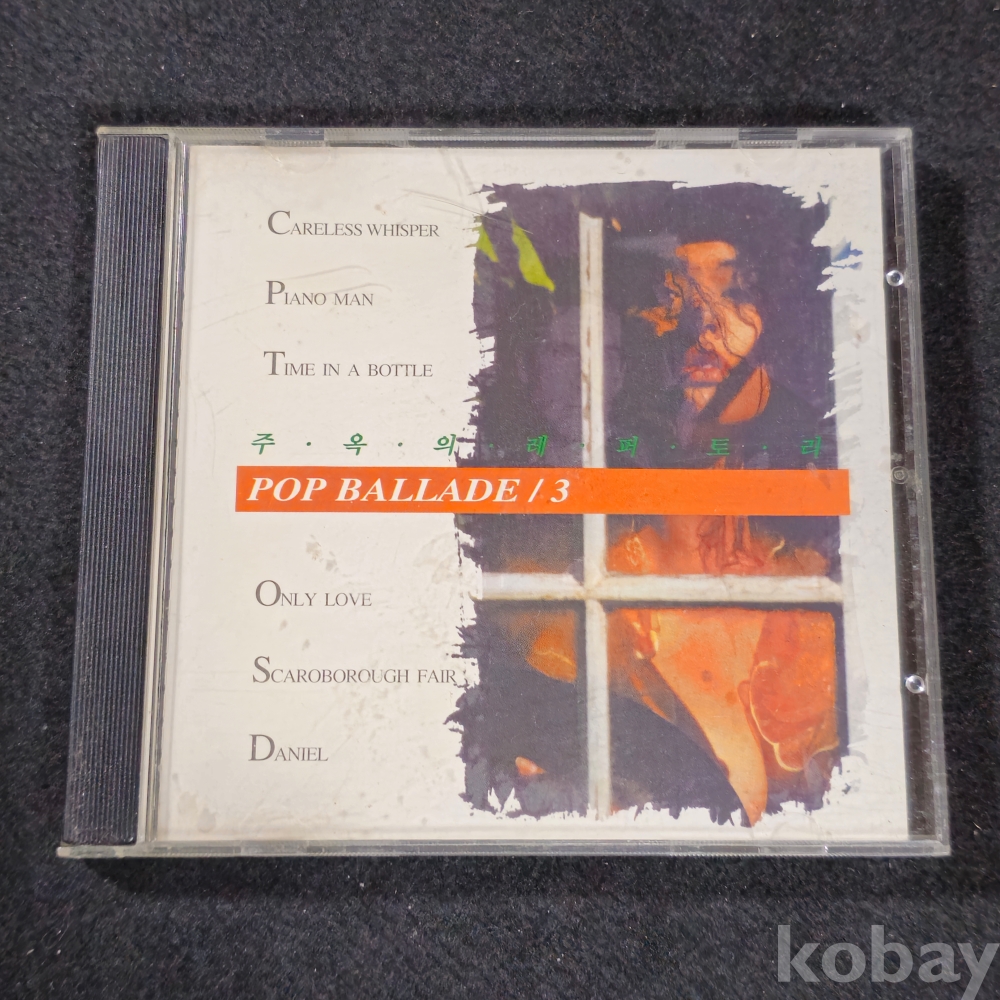 CARELESS WHISPER
PIANO MAN
TIME IN A BOTTLE
주·옥·의·레·퍼·토·리
POP BALLADE / 3
ONLY LOVE
SCAROBOROUGH FAIR
DANIEL
kobay